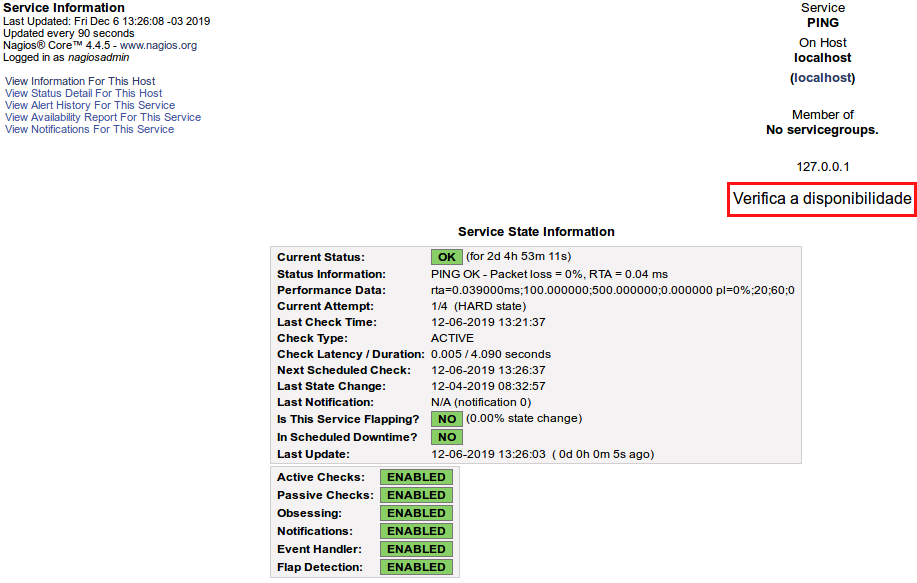 Service Information
Last Updated: Fri Dec 6 13:26:08 -03 2019
Updated every 90 seconds
Nagios® Core™ 4.4.5 - www.nagios.org
Logged in as nagiosadmin
View Information For This Host
View Status Detail For This Host
View Alert History For This Service
View Availability Report For This Service
View Notifications For This Service
Service
PING
On Host
localhost
(localhost)
Member of
No servicegroups.
127.0.0.1
Verifica a disponibilidade
Service State Information
Current Status: OK (for 2d 4h 53m 11s)
Status Information: PING OK - Packet loss = 0%, RTA = 0.04 ms
Performance Data: rta=0.039000ms;100.000000;500.000000;0.000000 pl=0%;20;60;0
Current Attempt: 1/4 (HARD state)
Last Check Time: 12-06-2019 13:21:37
Check Type: ACTIVE
Check Latency / Duration: 0.005 / 4.090 seconds
Next Scheduled Check: 12-06-2019 13:26:37
Last State Change: 12-04-2019 08:32:57
Last Notification: N/A (notification 0)
Is This Service Flapping? NO (0.00% state change)
In Scheduled Downtime? NO
Last Update: 12-06-2019 13:26:03 ( 0d 0h 0m 5s ago)
Active Checks: ENABLED
Passive Checks: ENABLED
Obsessing: ENABLED
Notifications: ENABLED
Event Handler: ENABLED
Flap Detection: ENABLED